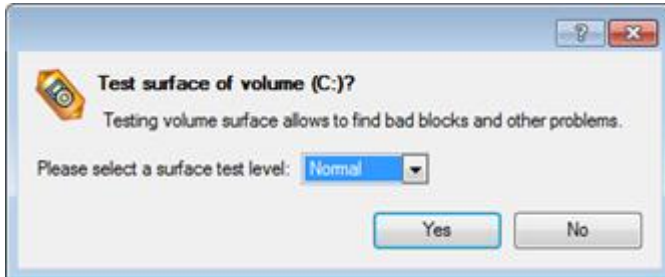 Test surface of volume (C:)?
Testing volume surface allows to find bad blocks and other problems.
Please select a surface test level: Normal
Yes No